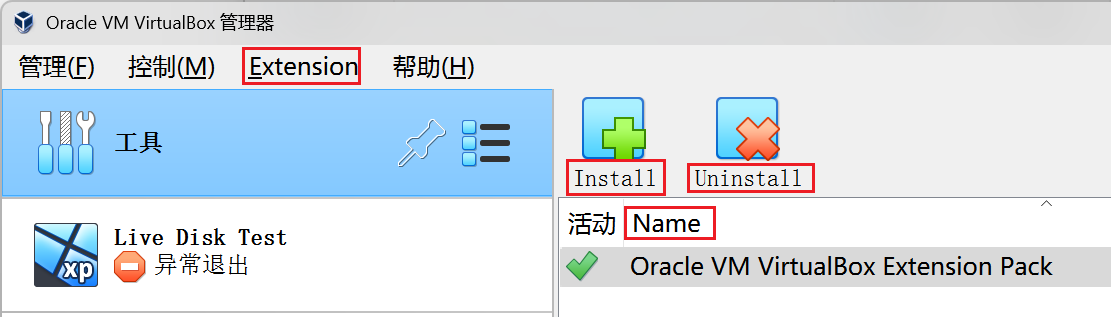 Oracle VM VirtualBox 管理器
管理(F) 控制(M) Extension 帮助(H)
工具
Install Uninstall
活动 Name
Live Disk Test
xp
异常退出
Oracle VM VirtualBox Extension Pack